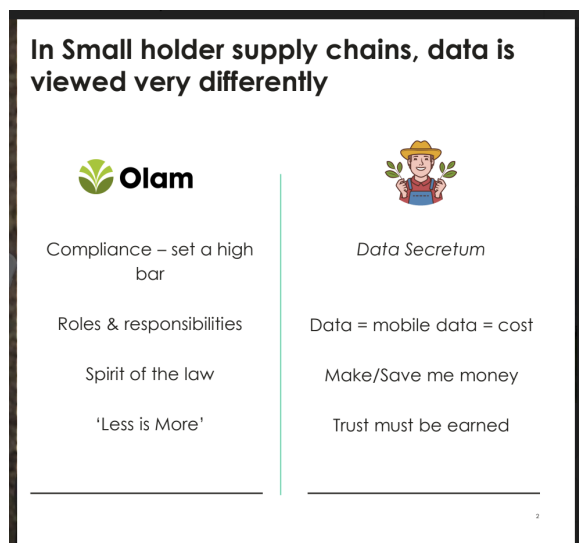 In Small holder supply chains, data is
viewed very differently
Olam
Compliance – set a high
bar
Roles & responsibilities
Spirit of the law
‘Less is More’
Data Secretum
Data = mobile data = cost
Make/Save me money
Trust must be earned
2